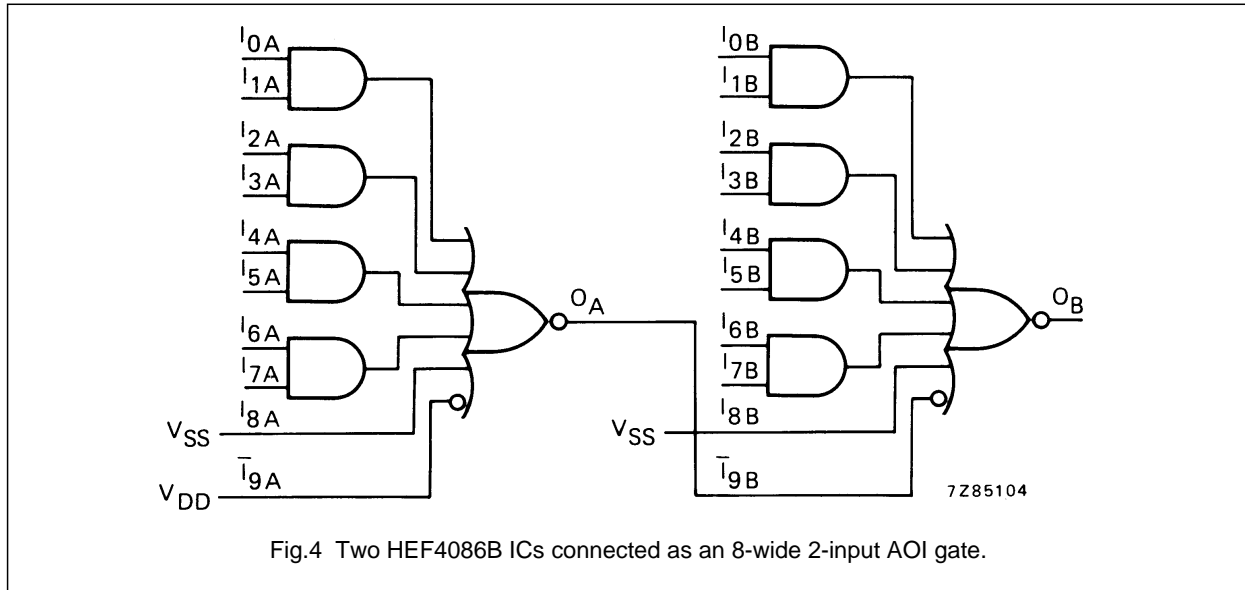 I0A
I1A
I2A
I3A
I4A
I5A
I6A
I7A
I8A
VSS
Ī9A
VDD
OA
I0B
I1B
I2B
I3B
I4B
I5B
I6B
I7B
I8B
VSS
Ī9B
OB
7Z85104
Fig.4 Two HEF4086B ICs connected as an 8-wide 2-input AOI gate.